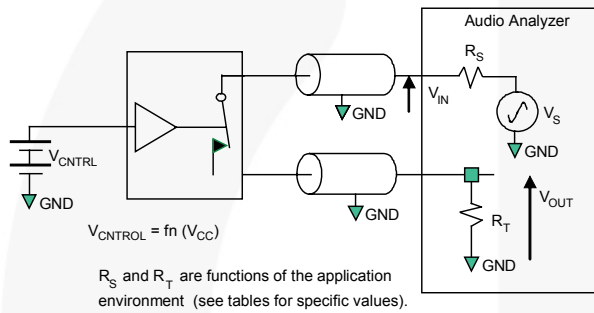 Audio Analyzer
R_S
GND
V_IN
V_S
GND
V_CNTRL
GND
GND
V_OUT
R_T
GND
V_CNTROL = fn (V_CC)
R_S and R_T are functions of the application
environment (see tables for specific values).